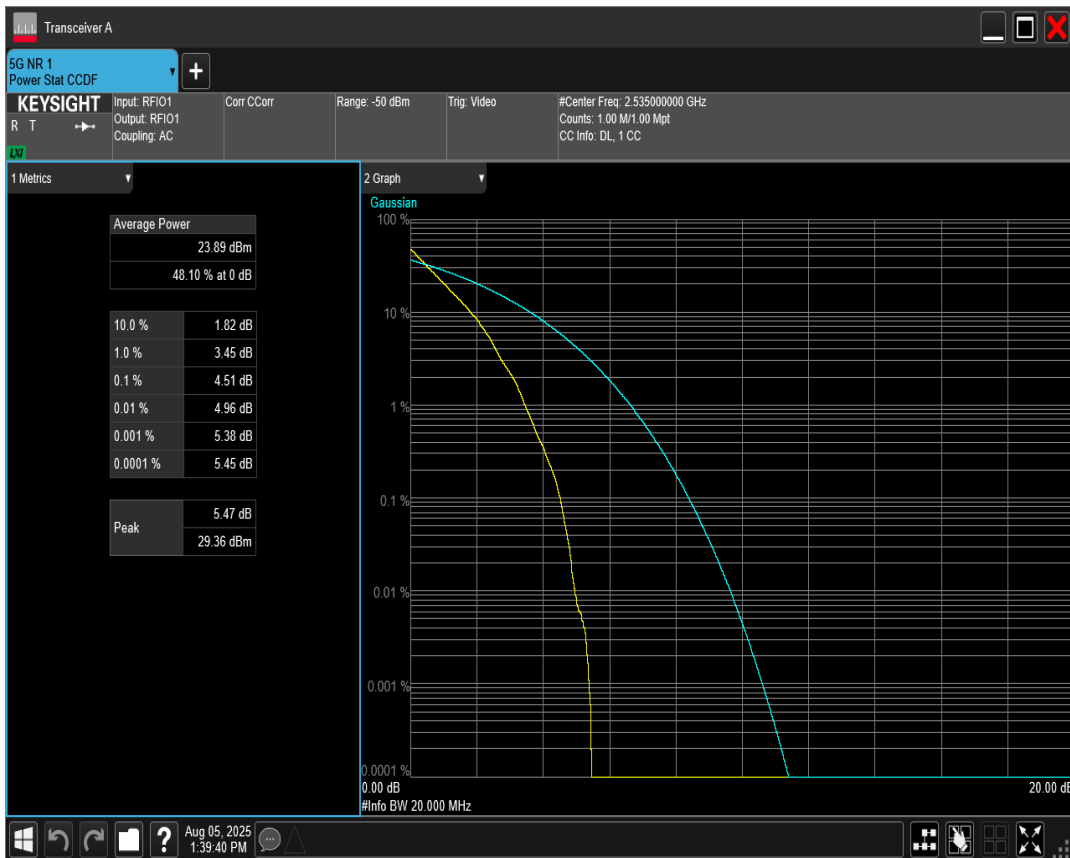 Transceiver A
5G NR 1
Power Stat CCDF
KEYSIGHT
R T
LXI
Input: RFIO1
Output: RFIO1
Coupling: AC
Corr CCorr
Range: -50 dBm
Trig: Video
#Center Freq: 2.535000000 GHz
Counts: 1.00 M/1.00 Mpt
CC Info: DL, 1 CC
1 Metrics
Average Power
23.89 dBm
48.10 % at 0 dB
10.0 % 1.82 dB
1.0 % 3.45 dB
0.1 % 4.51 dB
0.01 % 4.96 dB
0.001 % 5.38 dB
0.0001 % 5.45 dB
Peak
5.47 dB
29.36 dBm
2 Graph
Gaussian
100 %
10 %
1 %
0.1 %
0.01 %
0.001 %
0.0001 %
0.00 dB
20.00 dB
#Info BW 20.000 MHz
?
Aug 05, 2025
1:39:40 PM